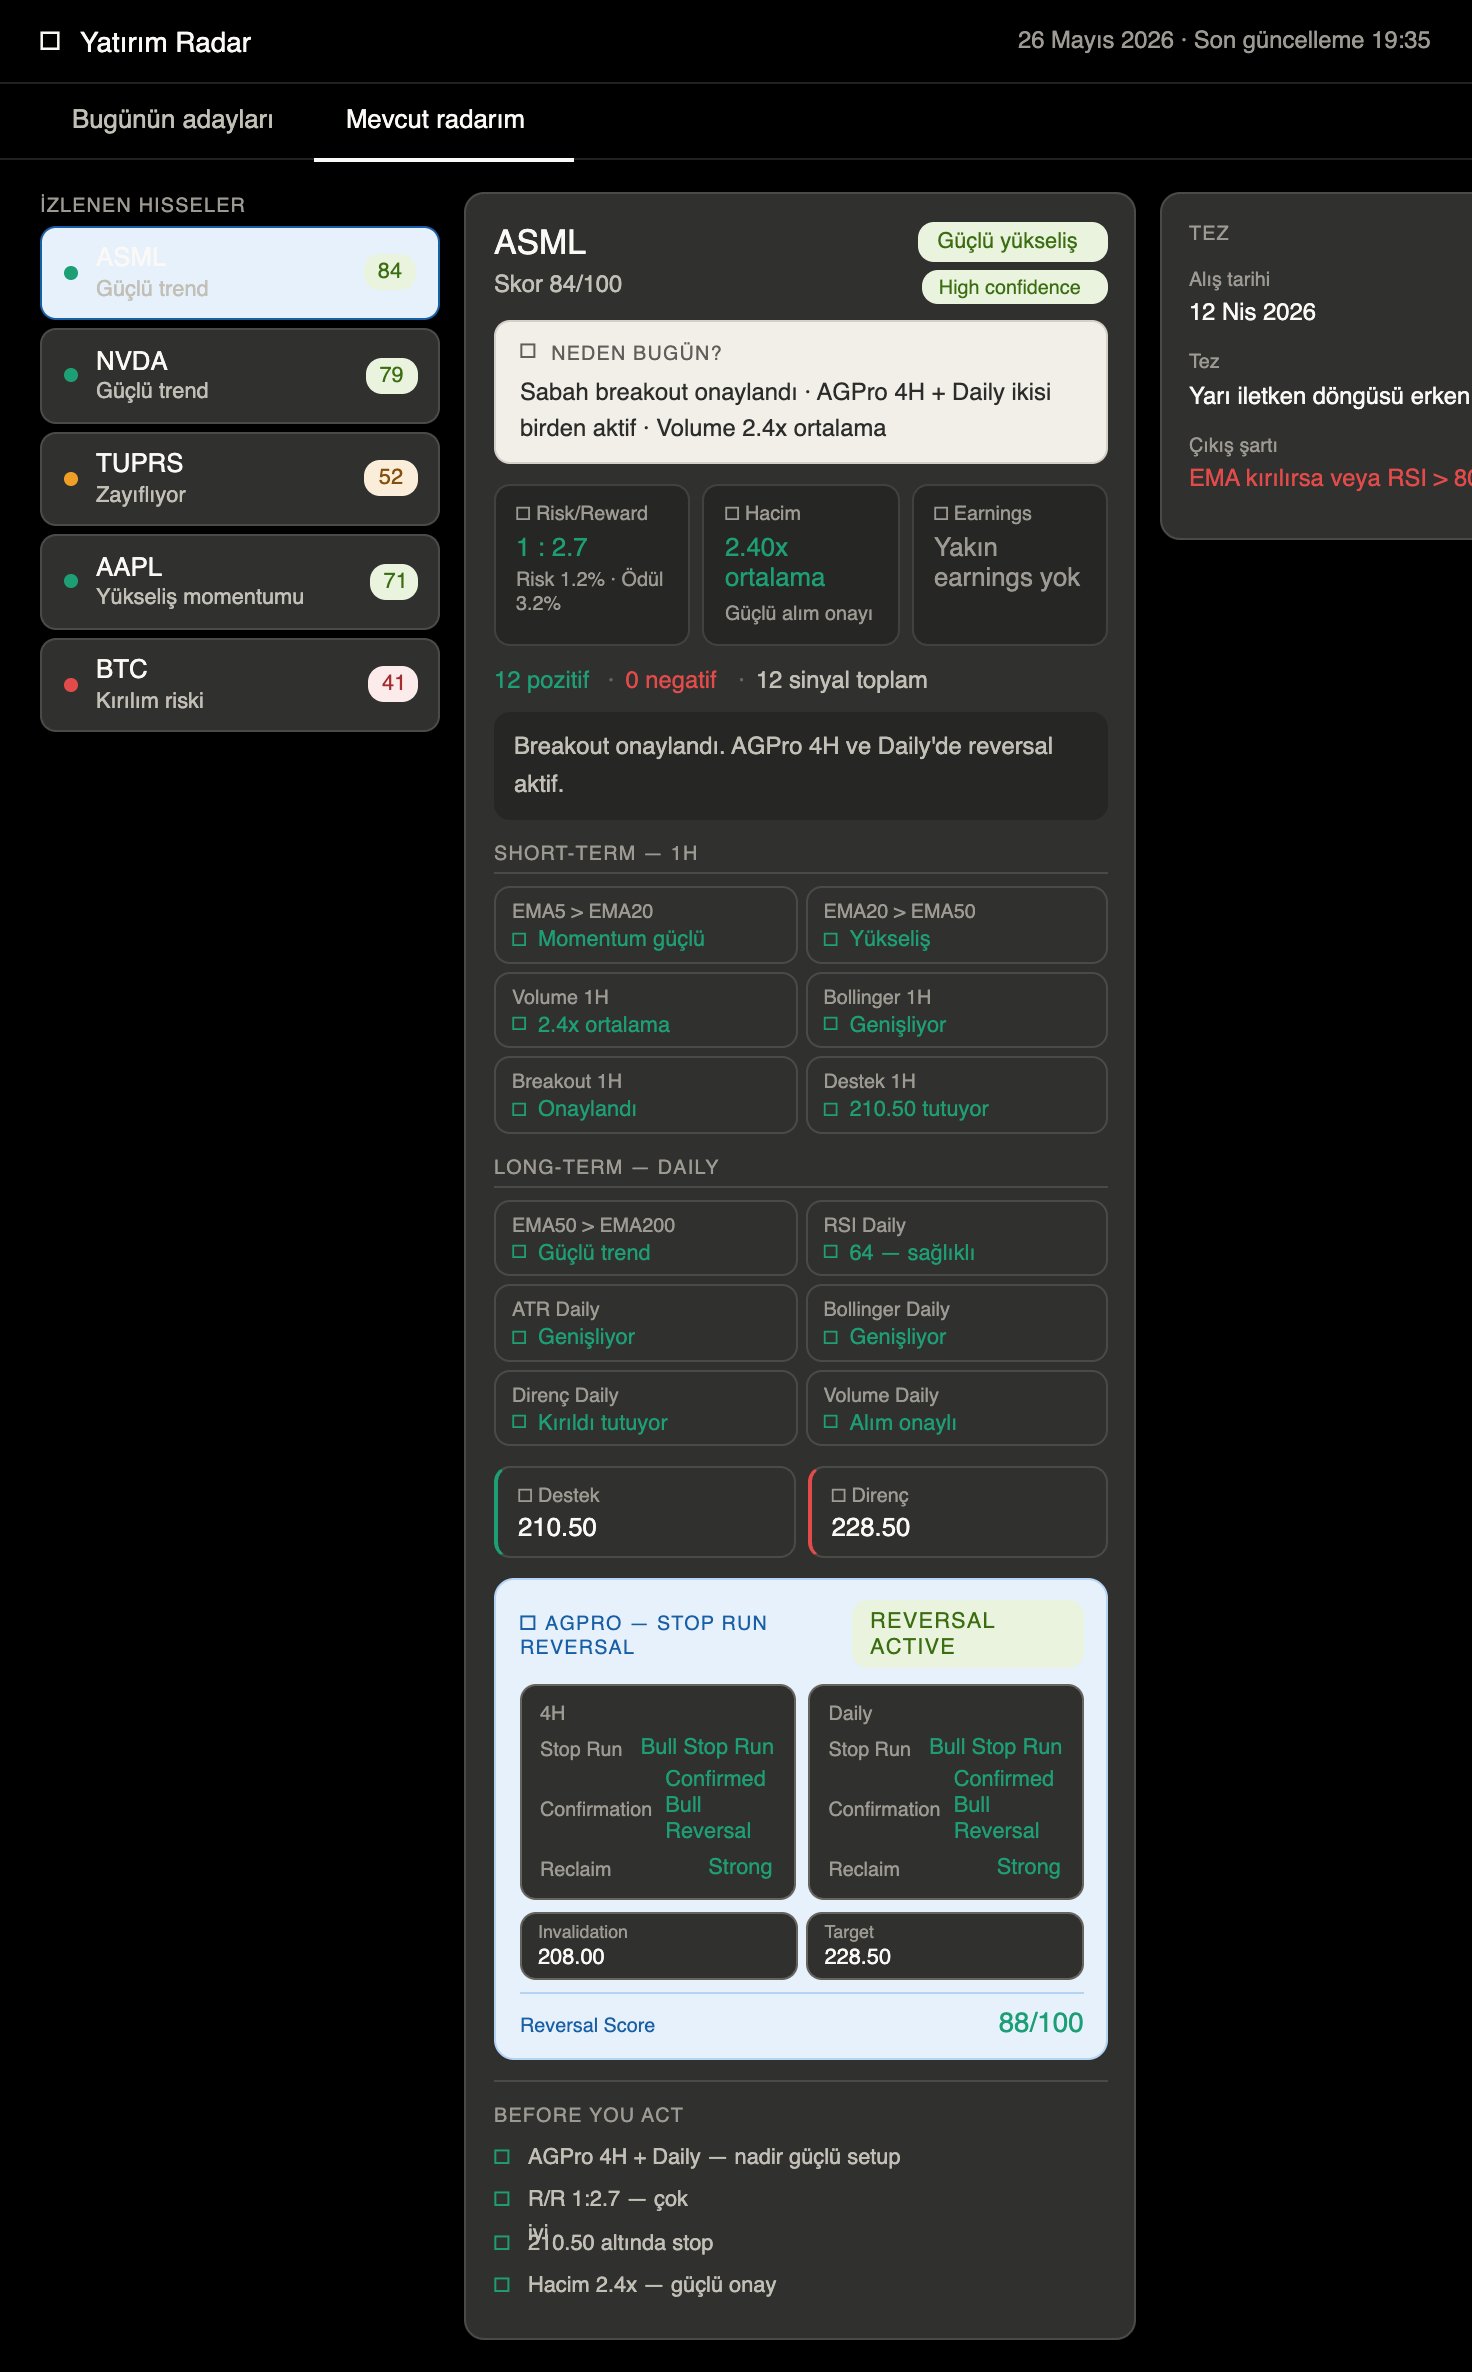 Yatırım Radar
26 Mayıs 2026 · Son güncelleme 19:35
Bugünün adayları
Mevcut radarım
İZLENEN HISSELER
ASML
Güçlü trend
84
NVDA
Güçlü trend
79
TUPRS
Zayıflıyor
52
AAPL
Yükseliş momentumu
71
BTC
Kırılım riski
41
ASML
Skor 84/100
Güçlü yükseliş
High confidence
NEDEN BUGÜN?
Sabah breakout onaylandı · AGPro 4H + Daily ikisi
birden aktif · Volume 2.4x ortalama
Risk/Reward
1 : 2.7
Risk 1.2% · Ödül
3.2%
Hacim
2.40x
ortalama
Güçlü alım onayı
Earnings
Yakın
earnings yok
12 pozitif · 0 negatif · 12 sinyal toplam
Breakout onaylandı. AGPro 4H ve Daily'de reversal
aktif.
SHORT-TERM — 1H
EMA5 > EMA20
Momentum güçlü
EMA20 > EMA50
Yükseliş
Volume 1H
2.4x ortalama
Bollinger 1H
Genişliyor
Breakout 1H
Onaylandı
Destek 1H
210.50 tutuyor
LONG-TERM — DAILY
EMA50 > EMA200
Güçlü trend
RSI Daily
64 — sağlıklı
ATR Daily
Genişliyor
Bollinger Daily
Genişliyor
Direnç Daily
Kırıldı tutuyor
Volume Daily
Alım onaylı
Destek
210.50
Direnç
228.50
AGPRO — STOP RUN
REVERSAL
REVERSAL
ACTIVE
4H
Stop Run Bull Stop Run
Confirmation Confirmed
Bull
Reversal
Reclaim Strong
Daily
Stop Run Bull Stop Run
Confirmation Confirmed
Bull
Reversal
Reclaim Strong
Invalidation
208.00
Target
228.50
Reversal Score 88/100
BEFORE YOU ACT
AGPro 4H + Daily — nadir güçlü setup
R/R 1:2.7 — çok
iyi
210.50 altında stop
Hacim 2.4x — güçlü onay
TEZ
Alış tarihi
12 Nis 2026
Tez
Yarı iletken döngüsü erken
Çıkış şartı
EMA kırılırsa veya RSI > 80